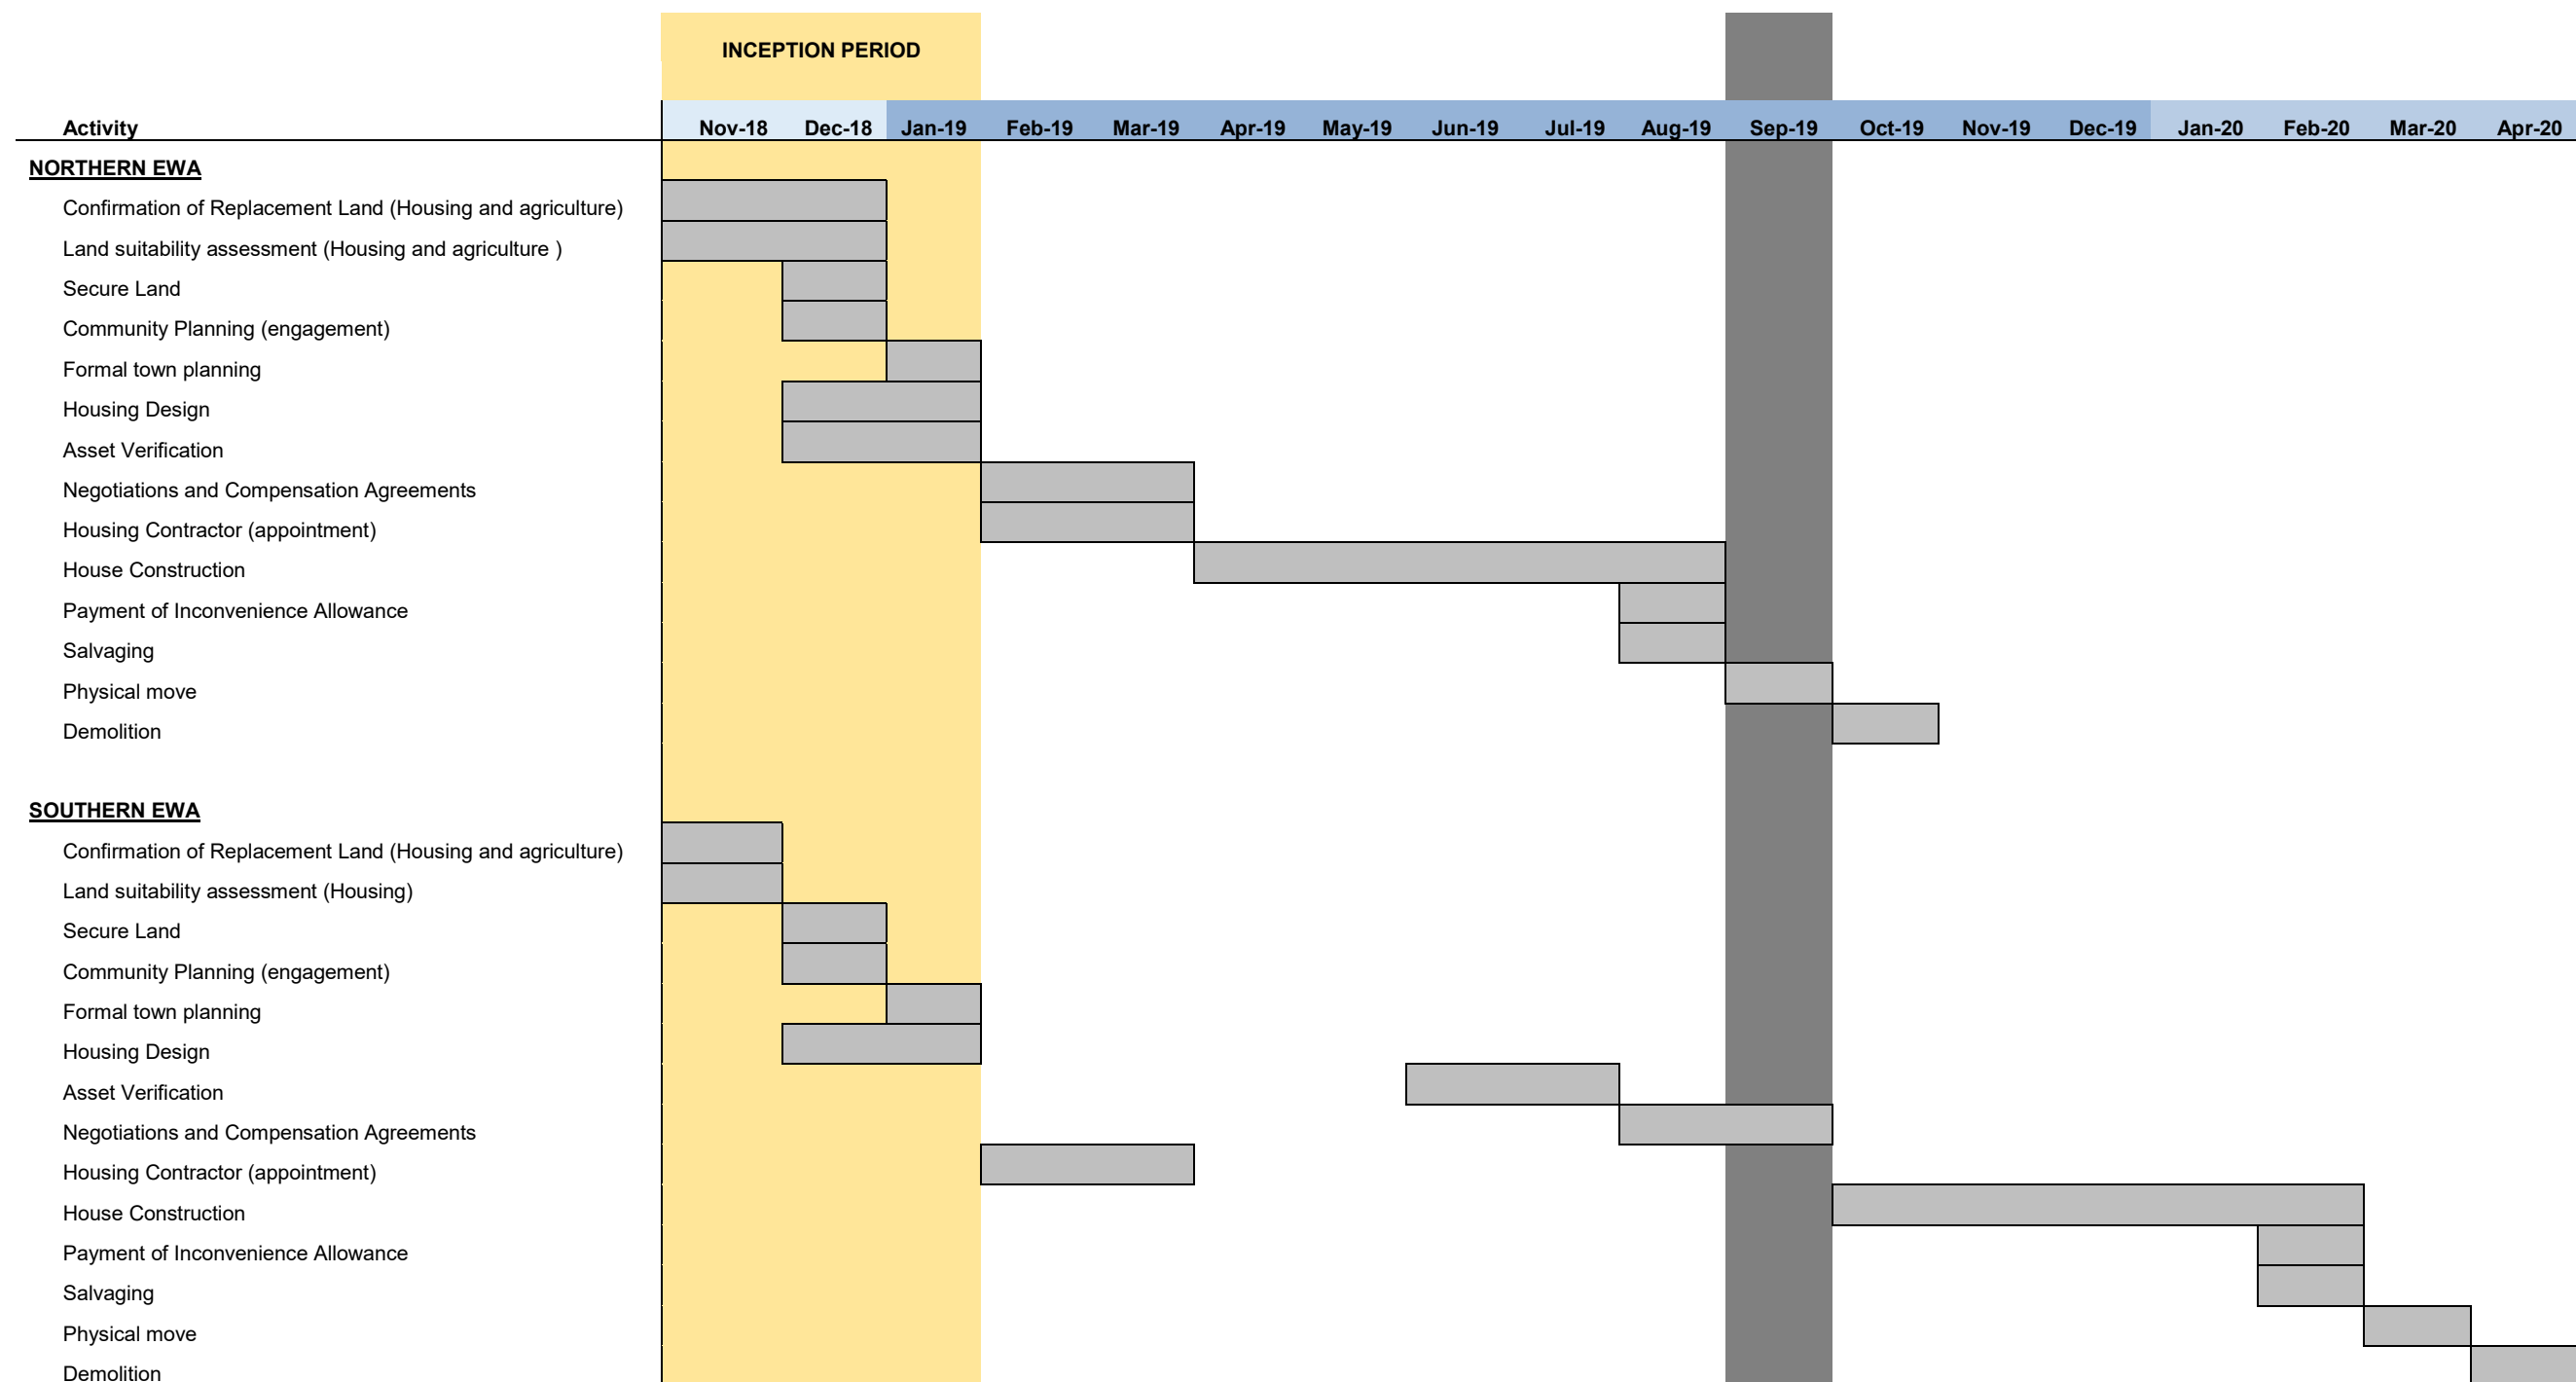 INCEPTION PERIOD
Activity Nov-18 Dec-18 Jan-19 Feb-19 Mar-19 Apr-19 May-19 Jun-19 Jul-19 Aug-19 Sep-19 Oct-19 Nov-19 Dec-19 Jan-20 Feb-20 Mar-20 Apr-20
NORTHERN EWA
Confirmation of Replacement Land (Housing and agriculture)
Land suitability assessment (Housing and agriculture )
Secure Land
Community Planning (engagement)
Formal town planning
Housing Design
Asset Verification
Negotiations and Compensation Agreements
Housing Contractor (appointment)
House Construction
Payment of Inconvenience Allowance
Salvaging
Physical move
Demolition
SOUTHERN EWA
Confirmation of Replacement Land (Housing and agriculture)
Land suitability assessment (Housing)
Secure Land
Community Planning (engagement)
Formal town planning
Housing Design
Asset Verification
Negotiations and Compensation Agreements
Housing Contractor (appointment)
House Construction
Payment of Inconvenience Allowance
Salvaging
Physical move
Demolition